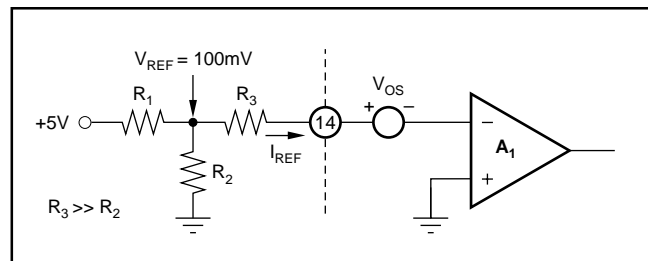 V_REF = 100mV
R_1
R_3
V_OS
+5V
14
+ −
−
A_1
+
I_REF
R_2
R_3 >> R_2